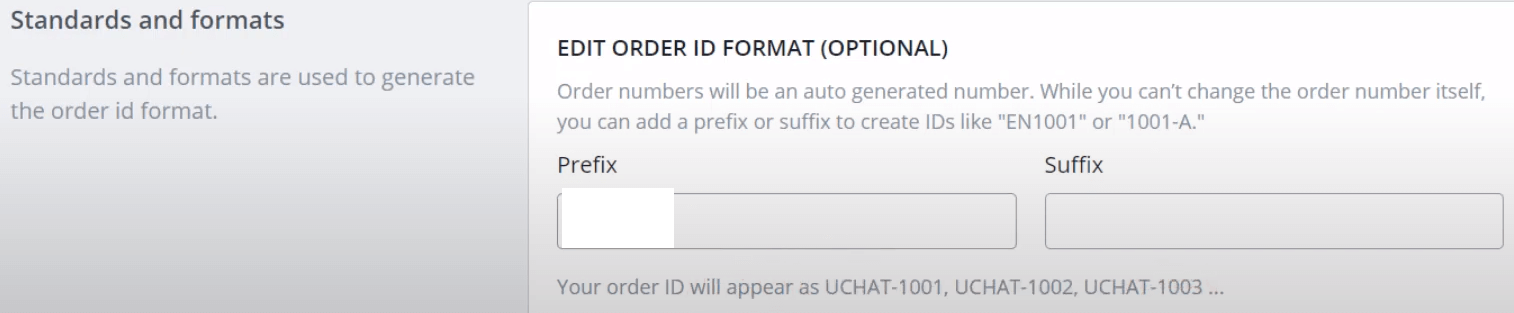 Standards and formats
Standards and formats are used to generate
the order id format.
EDIT ORDER ID FORMAT (OPTIONAL)
Order numbers will be an auto generated number. While you can't change the order number itself,
you can add a prefix or suffix to create IDs like "EN1001" or "1001-A."
Prefix
Suffix
Your order ID will appear as UCHAT-1001, UCHAT-1002, UCHAT-1003 ...